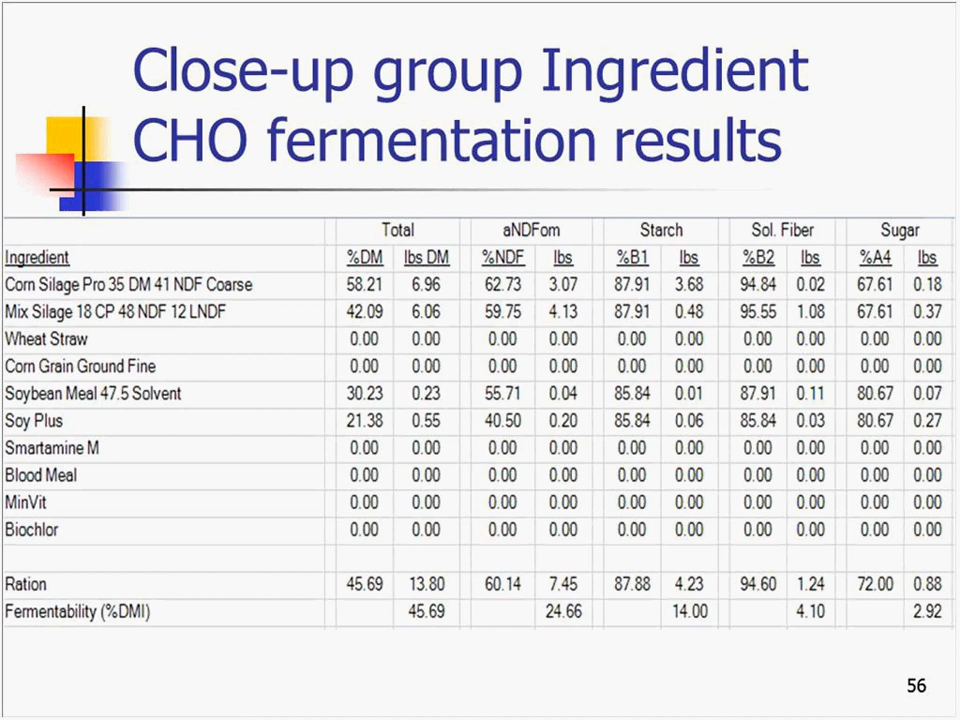 Close-up group Ingredient
CHO fermentation results
Total aNDFom Starch Sol. Fiber Sugar
Ingredient %DM lbs DM %NDF lbs %B1 lbs %B2 lbs %A4 lbs
Corn Silage Pro 35 DM 41 NDF Coarse 58.21 6.96 62.73 3.07 87.91 3.68 94.84 0.02 67.61 0.18
Mix Silage 18 CP 48 NDF 12 LNDF 42.09 6.06 59.75 4.13 87.91 0.48 95.55 1.08 67.61 0.37
Wheat Straw 0.00 0.00 0.00 0.00 0.00 0.00 0.00 0.00 0.00 0.00
Corn Grain Ground Fine 0.00 0.00 0.00 0.00 0.00 0.00 0.00 0.00 0.00 0.00
Soybean Meal 47.5 Solvent 30.23 0.23 55.71 0.04 85.84 0.01 87.91 0.11 80.67 0.07
Soy Plus 21.38 0.55 40.50 0.20 85.84 0.06 85.84 0.03 80.67 0.27
Smartamine M 0.00 0.00 0.00 0.00 0.00 0.00 0.00 0.00 0.00 0.00
Blood Meal 0.00 0.00 0.00 0.00 0.00 0.00 0.00 0.00 0.00 0.00
MinVit 0.00 0.00 0.00 0.00 0.00 0.00 0.00 0.00 0.00 0.00
Biochlor 0.00 0.00 0.00 0.00 0.00 0.00 0.00 0.00 0.00 0.00
Ration 45.69 13.80 60.14 7.45 87.88 4.23 94.60 1.24 72.00 0.88
Fermentability (%DMI) 45.69 24.66 14.00 4.10 2.92
56